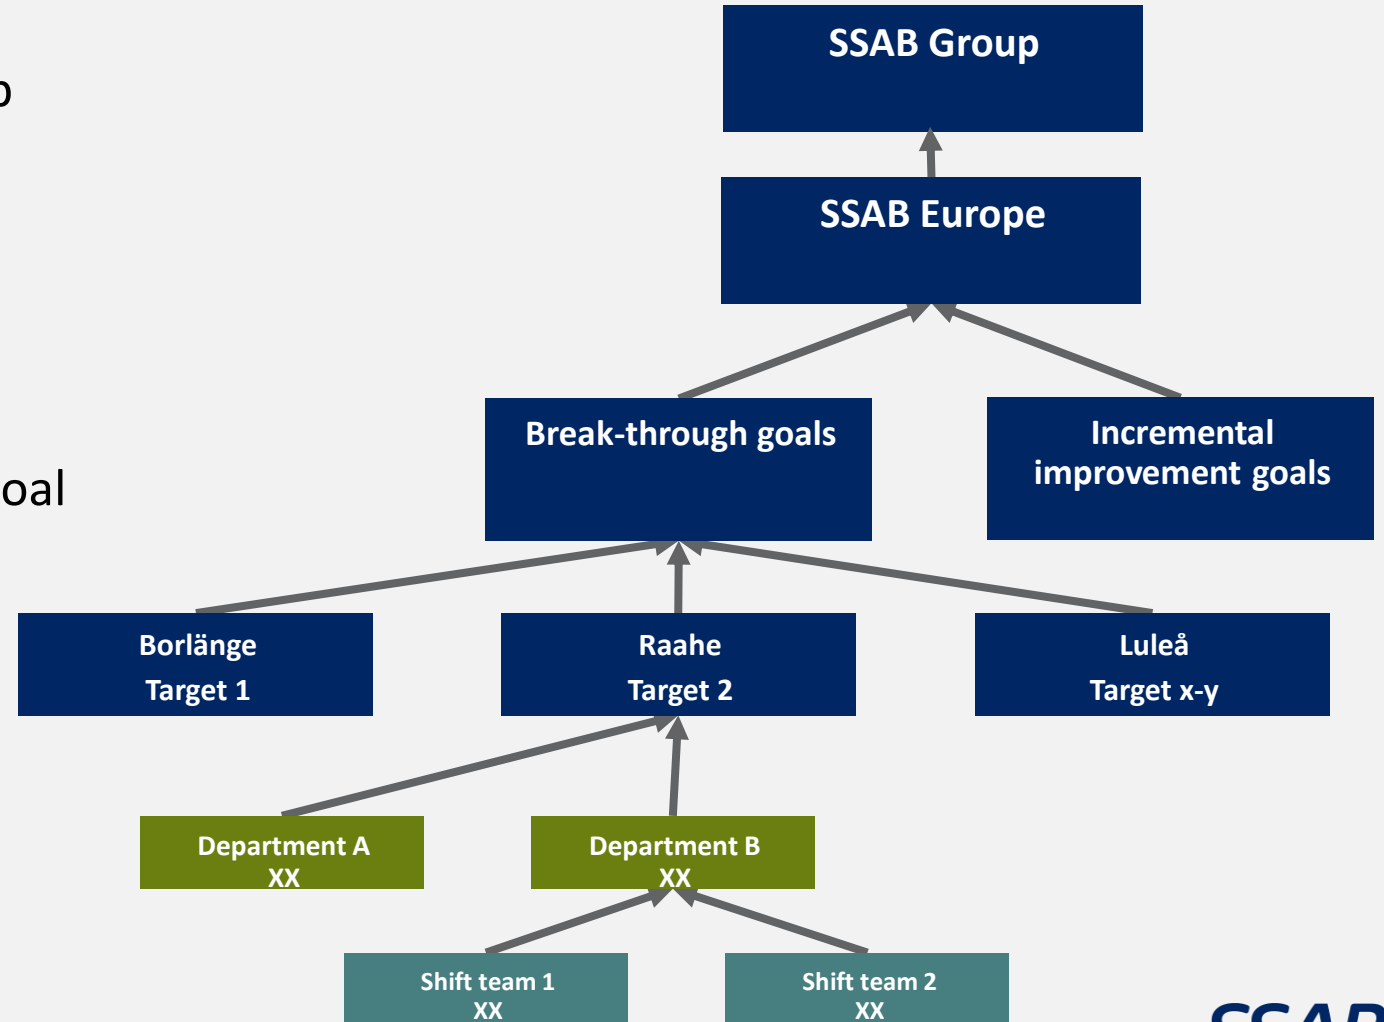 SSAB Group
SSAB Europe
Break-through goals
Incremental
improvement goals
oal
Borlänge
Target 1
Raahe
Target 2
Luleå
Target x-y
Department A
XX
Department B
XX
Shift team 1
XX
Shift team 2
XX
SSAB